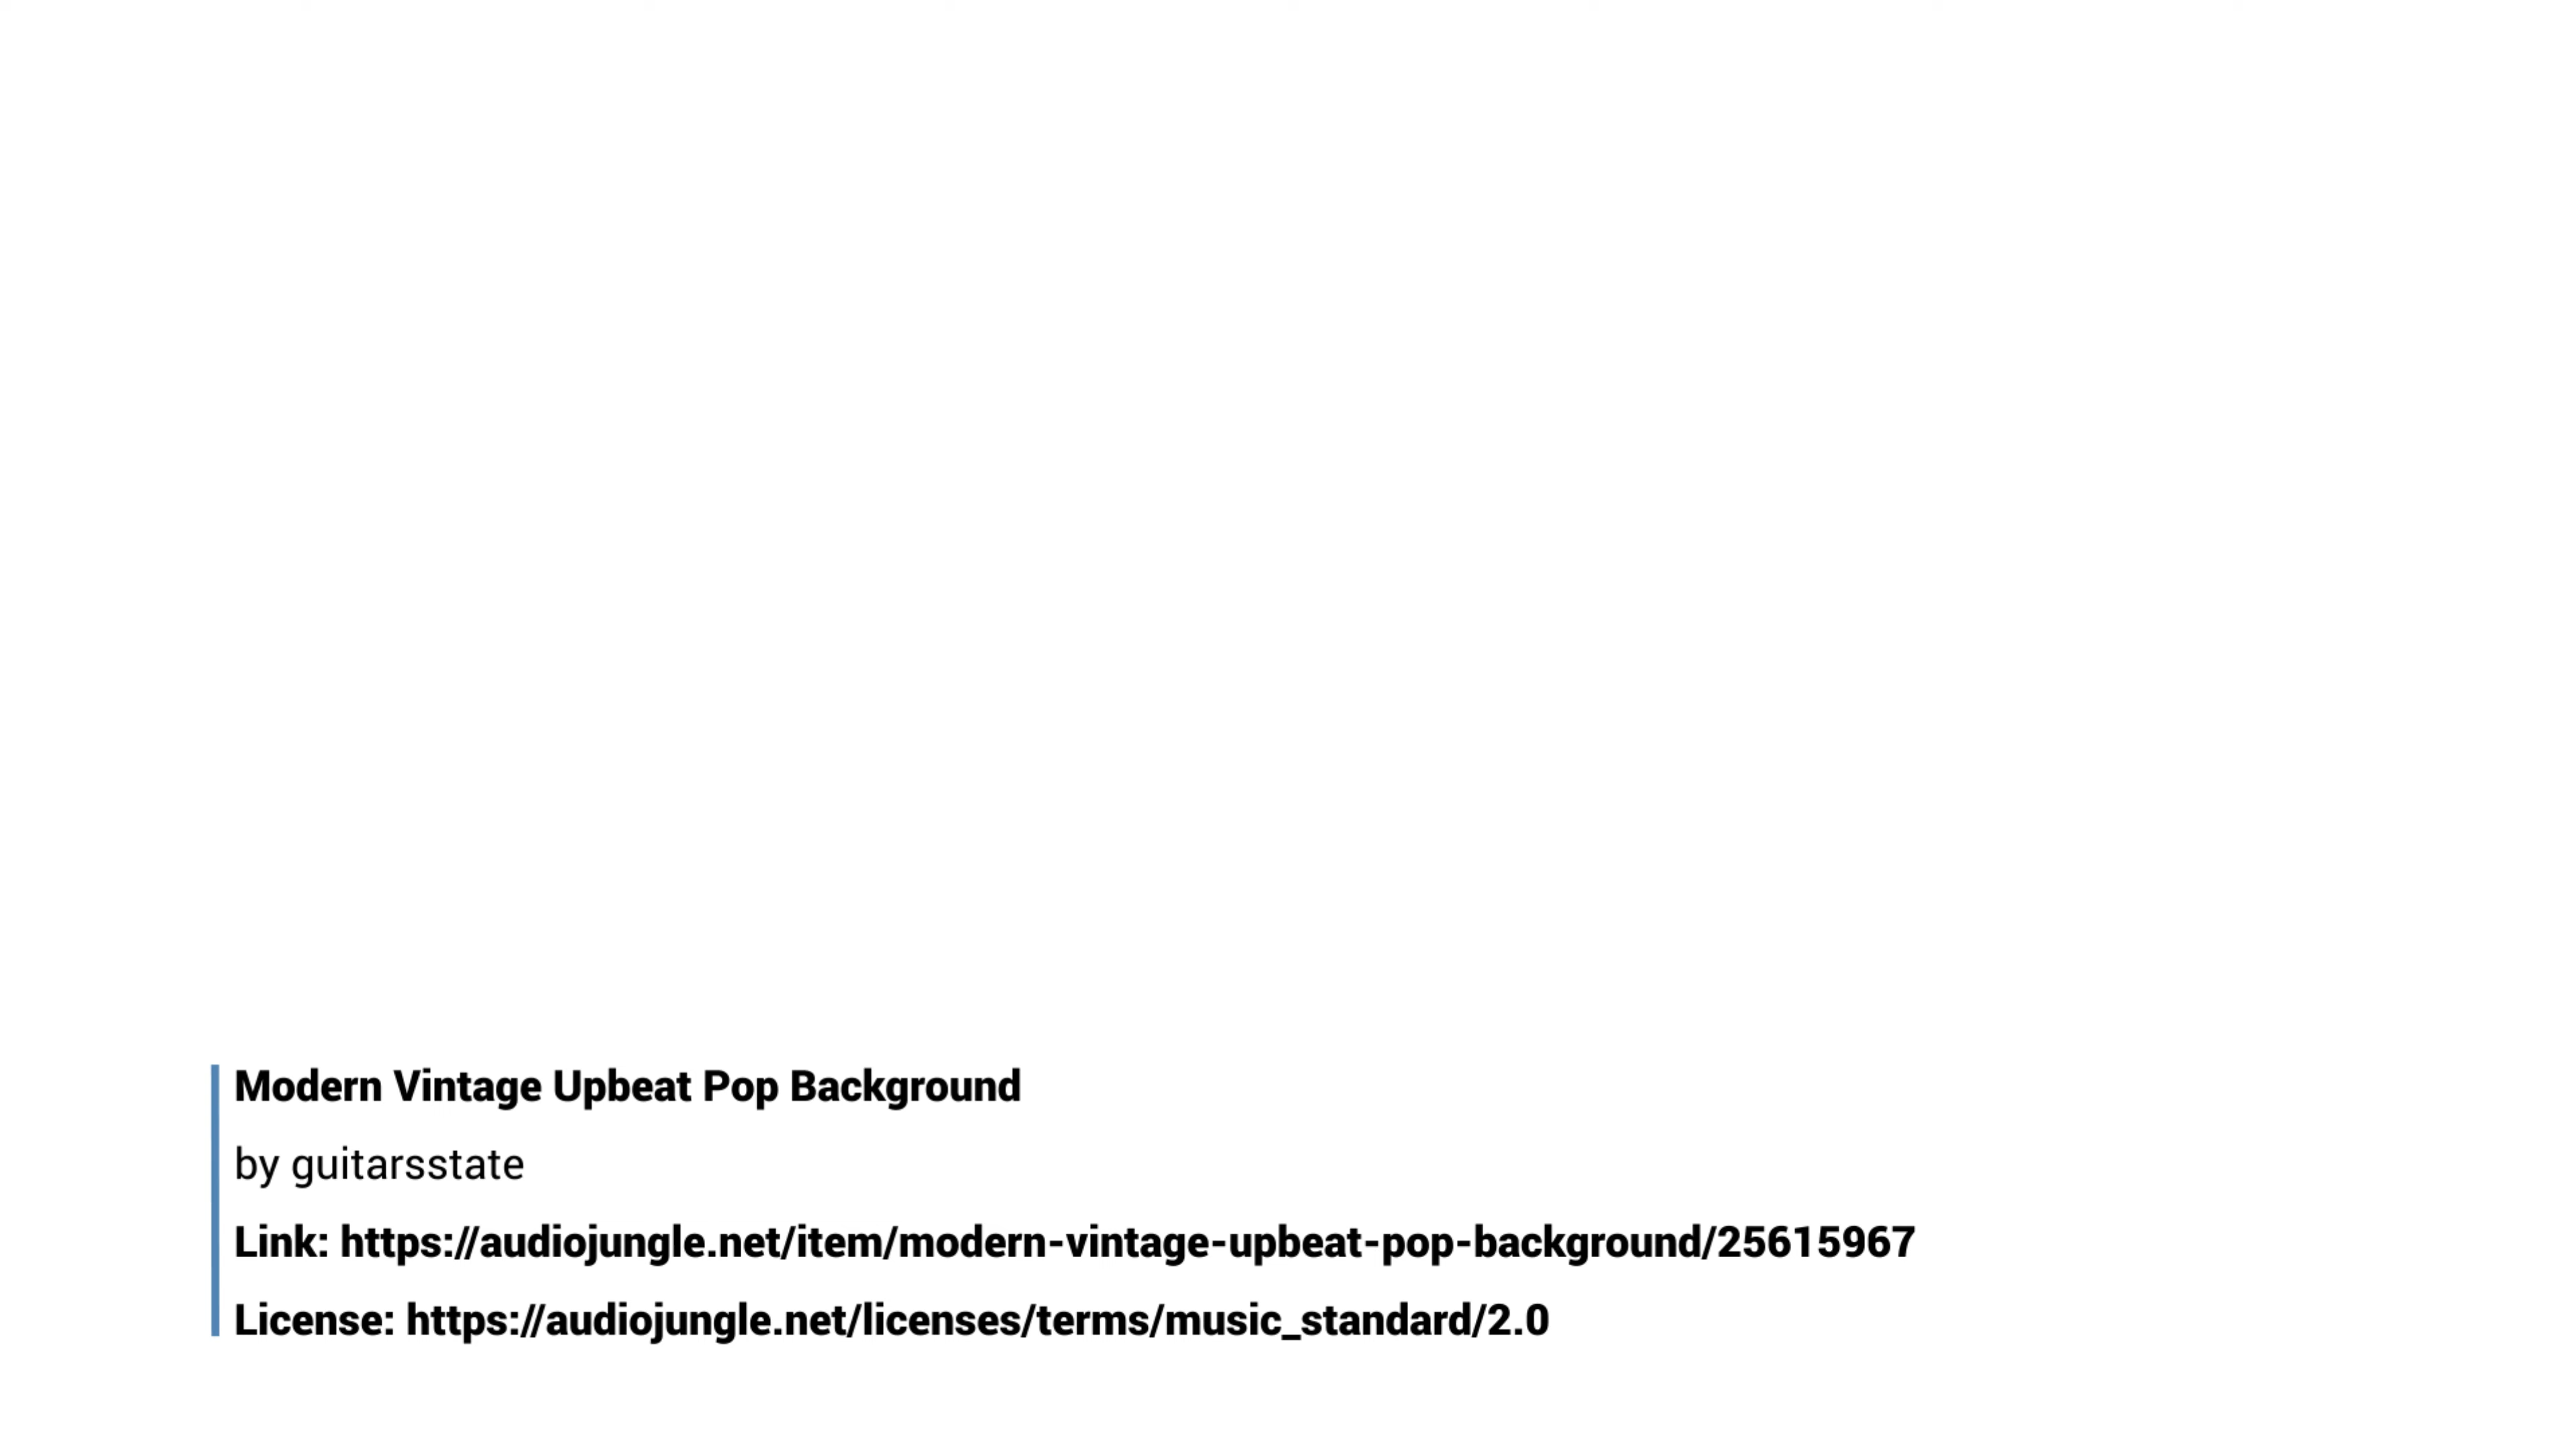 Modern Vintage Upbeat Pop Background
by guitarsstate
Link: https://audiojungle.net/item/modern-vintage-upbeat-pop-background/25615967
License: https://audiojungle.net/licenses/terms/music_standard/2.0